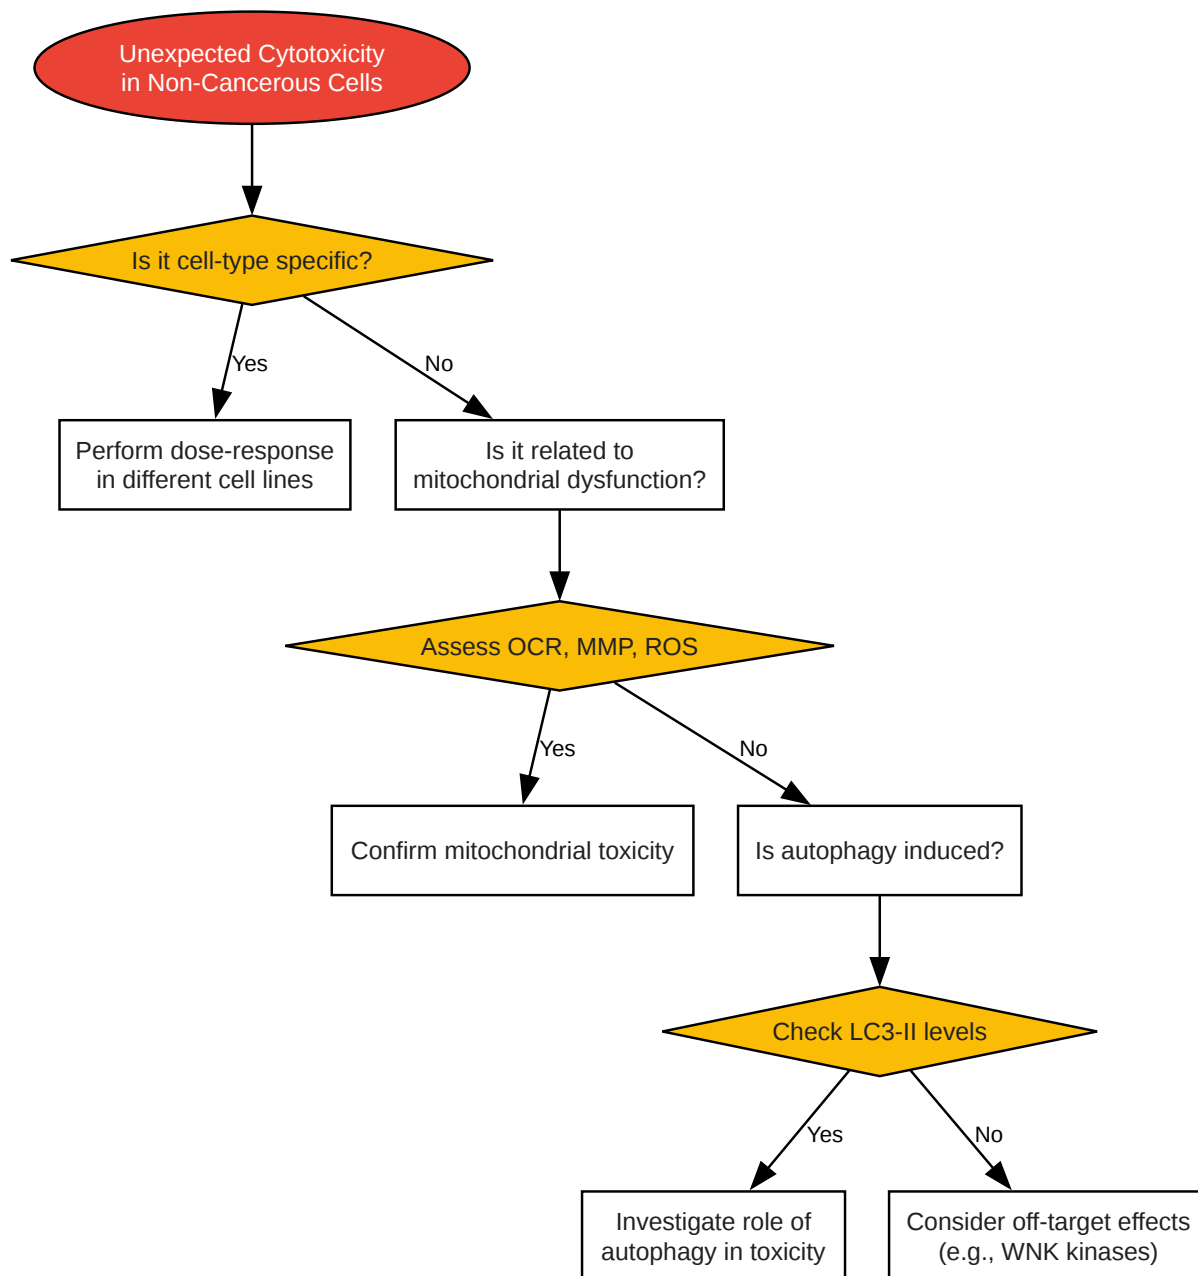 Unexpected Cytotoxicity
in Non-Cancerous Cells
Is it cell-type specific?
Yes
No
Perform dose-response
in different cell lines
Is it related to
mitochondrial dysfunction?
Assess OCR, MMP, ROS
Yes
No
Confirm mitochondrial toxicity
Is autophagy induced?
Check LC3-II levels
Yes
No
Investigate role of
autophagy in toxicity
Consider off-target effects
(e.g., WNK kinases)